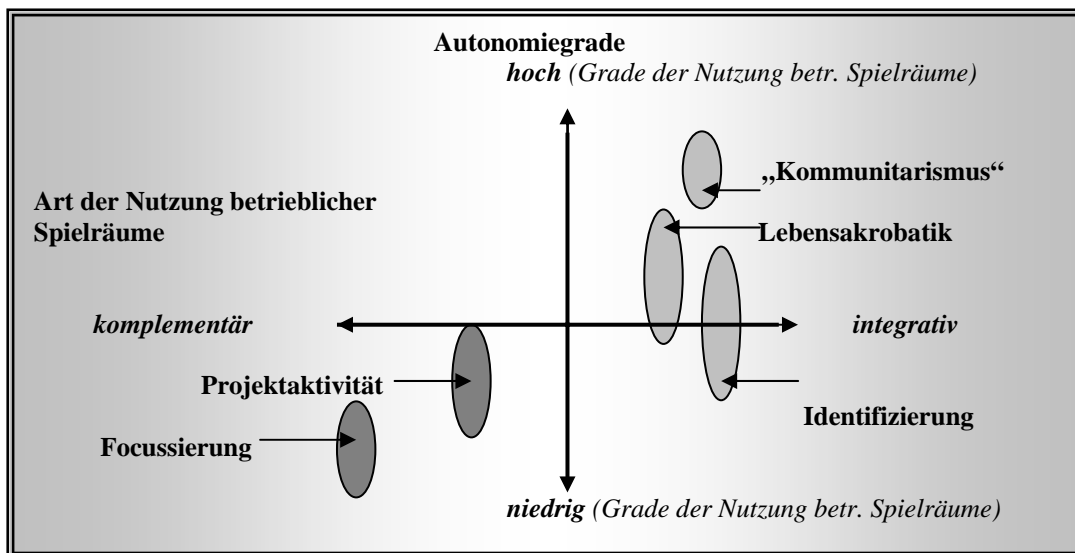 Autonomiegrade
hoch (Grade der Nutzung betr. Spielräume)
„Kommunitarismus“
Art der Nutzung betrieblicher
Spielräume
Lebensakrobatik
komplementär
integrativ
Projektaktivität
Identifizierung
Focussierung
niedrig (Grade der Nutzung betr. Spielräume)